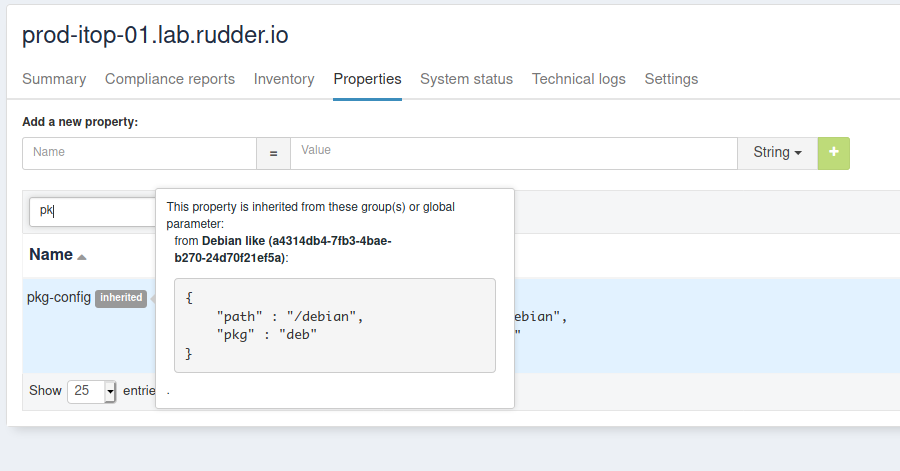 prod-itop-01.lab.rudder.io
Summary Compliance reports Inventory Properties System status Technical logs Settings
Add a new property:
Name = Value String +
pk
This property is inherited from these group(s) or global
parameter:
from Debian like (a4314db4-7fb3-4bae-
b270-24d70f21ef5a):
{
"path" : "/debian",
"pkg" : "deb"
}
.
Name
pkg-config inherited
ebian",
"
Show 25 entrie